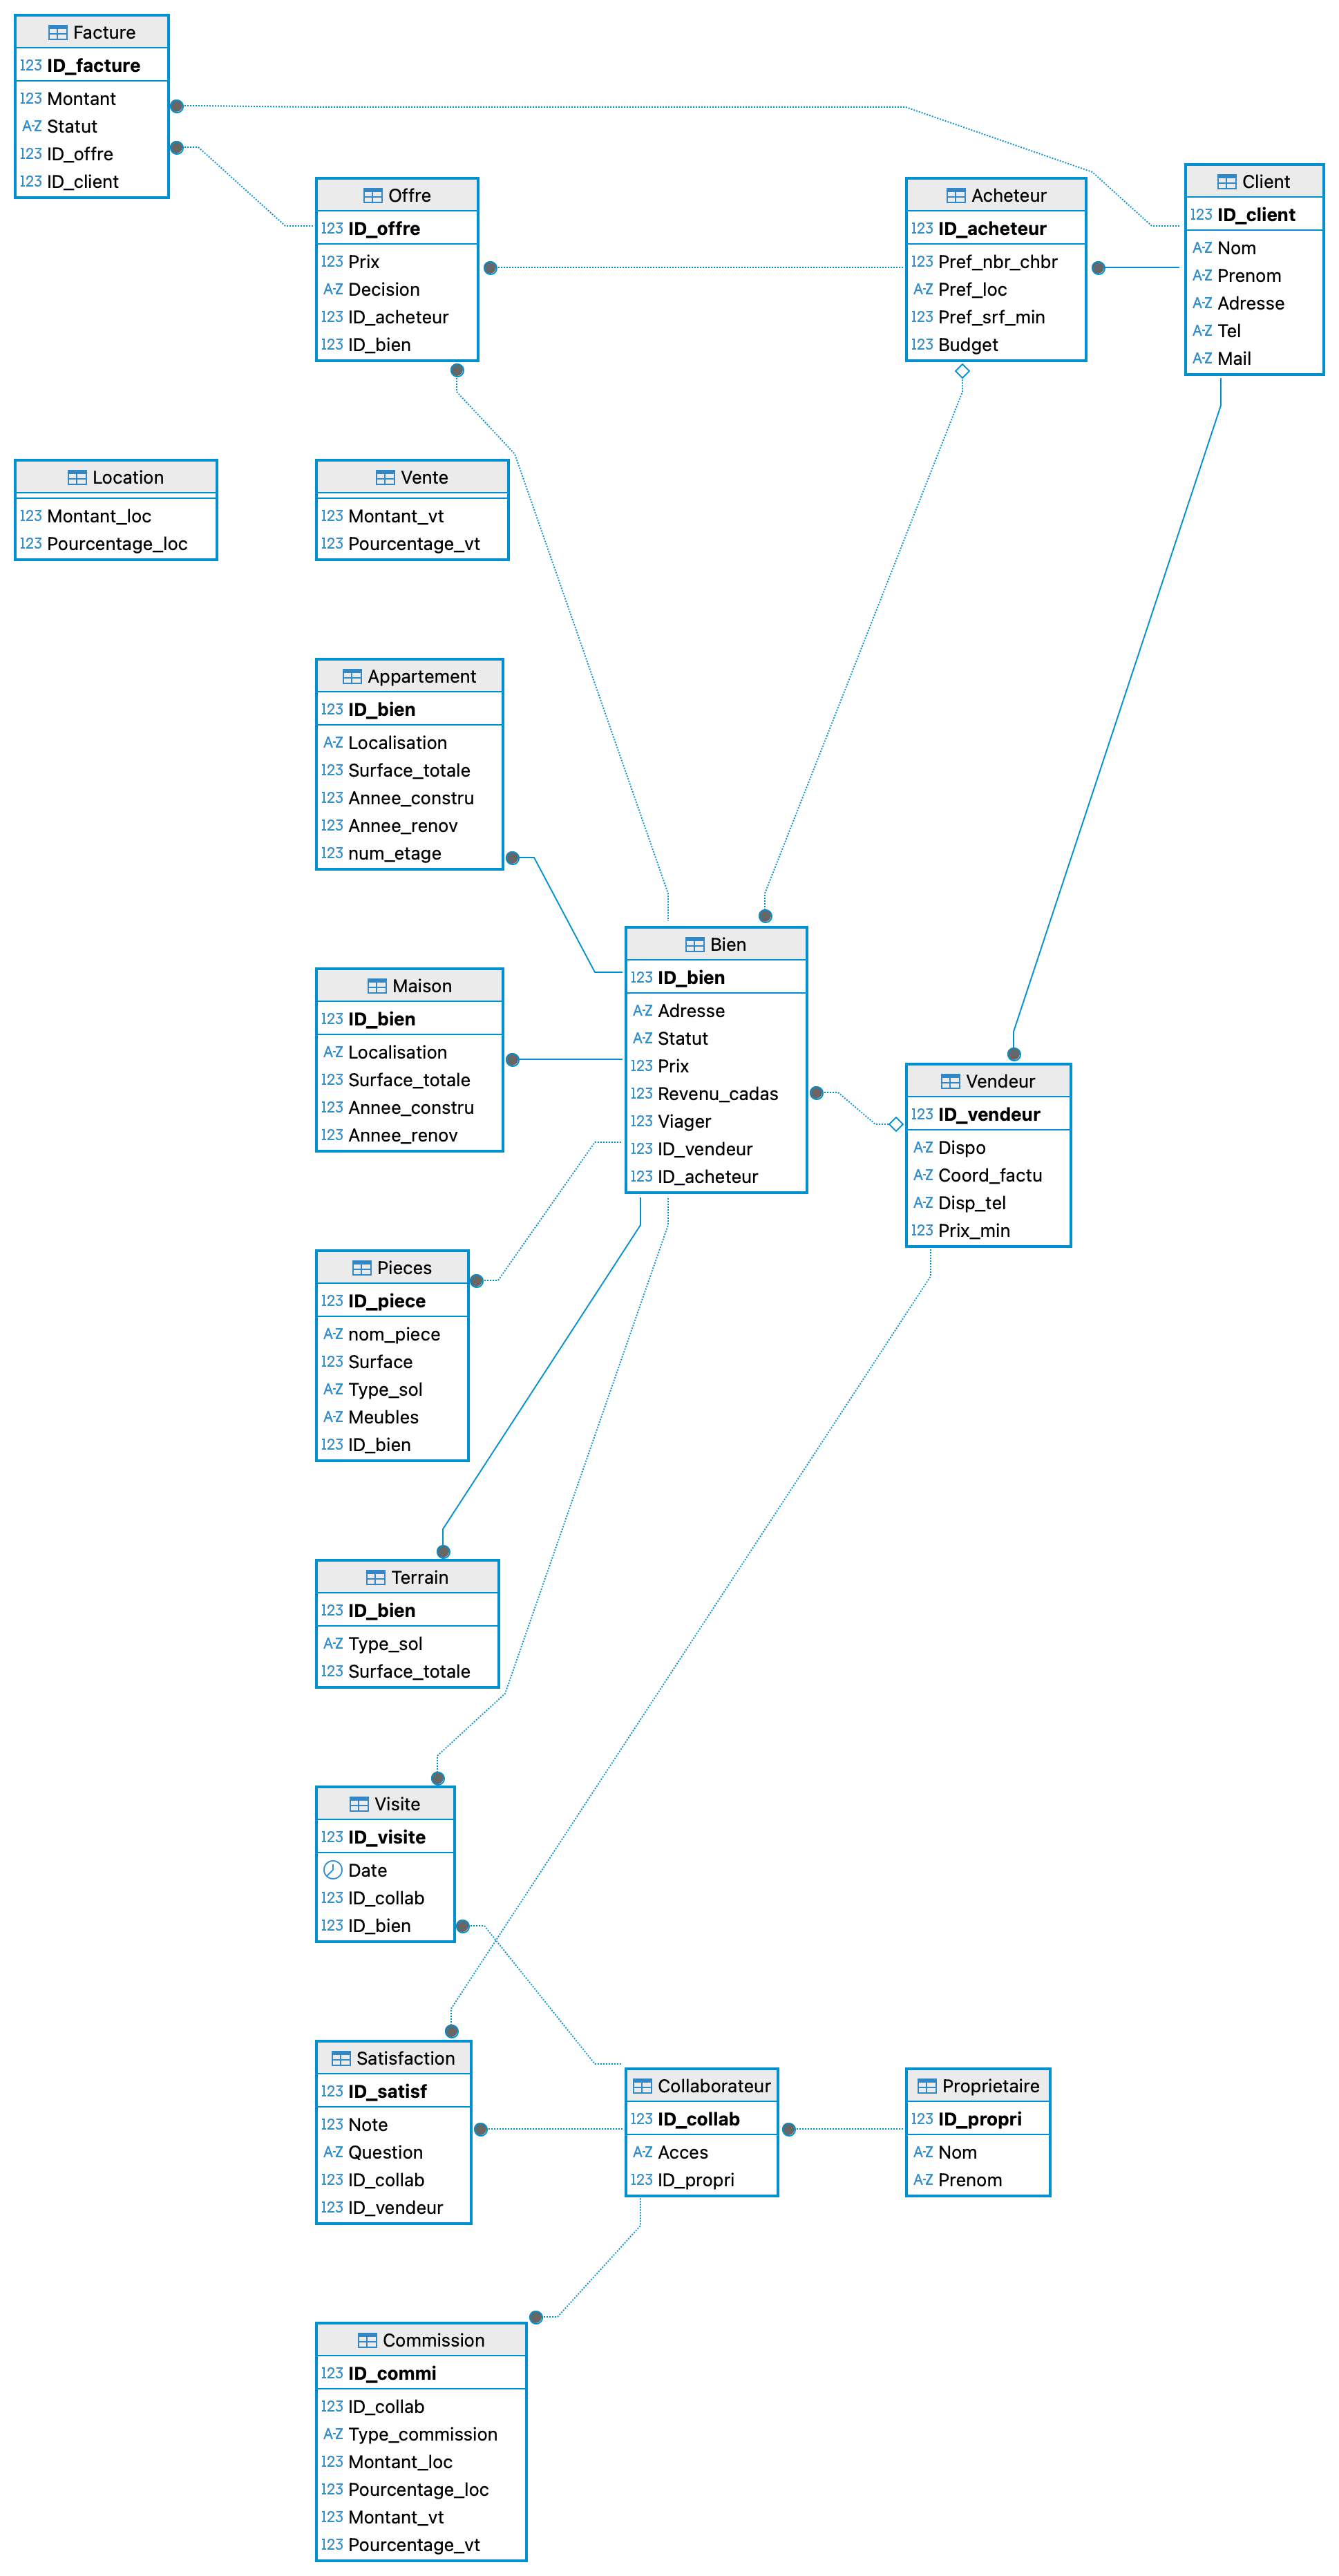 Facture
123 ID_facture
123 Montant
A-Z Statut
123 ID_offre
123 ID_client
Offre
123 ID_offre
123 Prix
A-Z Decision
123 ID_acheteur
123 ID_bien
Acheteur
123 ID_acheteur
123 Pref_nbr_chbr
A-Z Pref_loc
123 Pref_srf_min
123 Budget
Client
123 ID_client
A-Z Nom
A-Z Prenom
A-Z Adresse
A-Z Tel
A-Z Mail
Location
123 Montant_loc
123 Pourcentage_loc
Vente
123 Montant_vt
123 Pourcentage_vt
Appartement
123 ID_bien
A-Z Localisation
123 Surface_totale
123 Annee_constru
123 Annee_renov
123 num_etage
Bien
123 ID_bien
A-Z Adresse
A-Z Statut
123 Prix
123 Revenu_cadas
123 Viager
123 ID_vendeur
123 ID_acheteur
Maison
123 ID_bien
A-Z Localisation
123 Surface_totale
123 Annee_constru
123 Annee_renov
Vendeur
123 ID_vendeur
A-Z Dispo
A-Z Coord_factu
A-Z Disp_tel
123 Prix_min
Pieces
123 ID_piece
A-Z nom_piece
123 Surface
A-Z Type_sol
A-Z Meubles
123 ID_bien
Terrain
123 ID_bien
A-Z Type_sol
123 Surface_totale
Visite
123 ID_visite
Date
123 ID_collab
123 ID_bien
Satisfaction
123 ID_satisf
123 Note
A-Z Question
123 ID_collab
123 ID_vendeur
Collaborateur
123 ID_collab
A-Z Acces
123 ID_propri
Proprietaire
123 ID_propri
A-Z Nom
A-Z Prenom
Commission
123 ID_commi
123 ID_collab
A-Z Type_commission
123 Montant_loc
123 Pourcentage_loc
123 Montant_vt
123 Pourcentage_vt